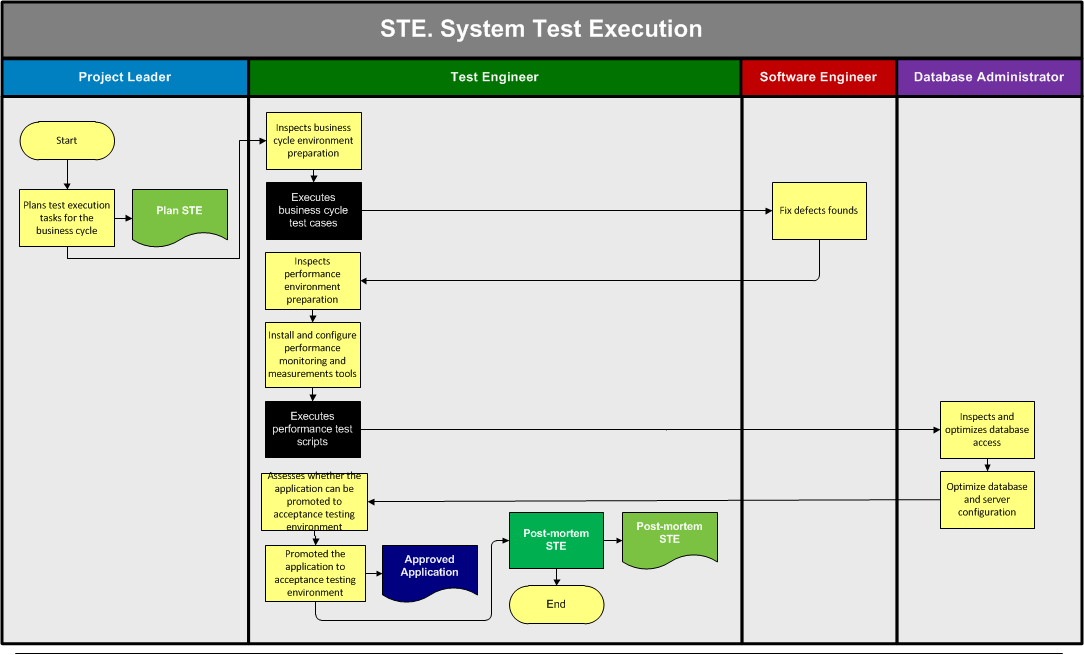 STE. System Test Execution
Project Leader
Test Engineer
Software Engineer
Database Administrator
Start
Plans test execution
tasks for the
business cycle
Plan STE
Inspects business
cycle environment
preparation
Executes
business cycle
test cases
Fix defects founds
Inspects
performance
environment
preparation
Install and configure
performance
monitoring and
measurements tools
Executes
performance test
scripts
Inspects and
optimizes database
access
Optimize database
and server
configuration
Assesses whether the
application can be
promoted to
acceptance testing
environment
Promoted the
application to
acceptance testing
environment
Approved
Application
Post-mortem
STE
Post-mortem
STE
End